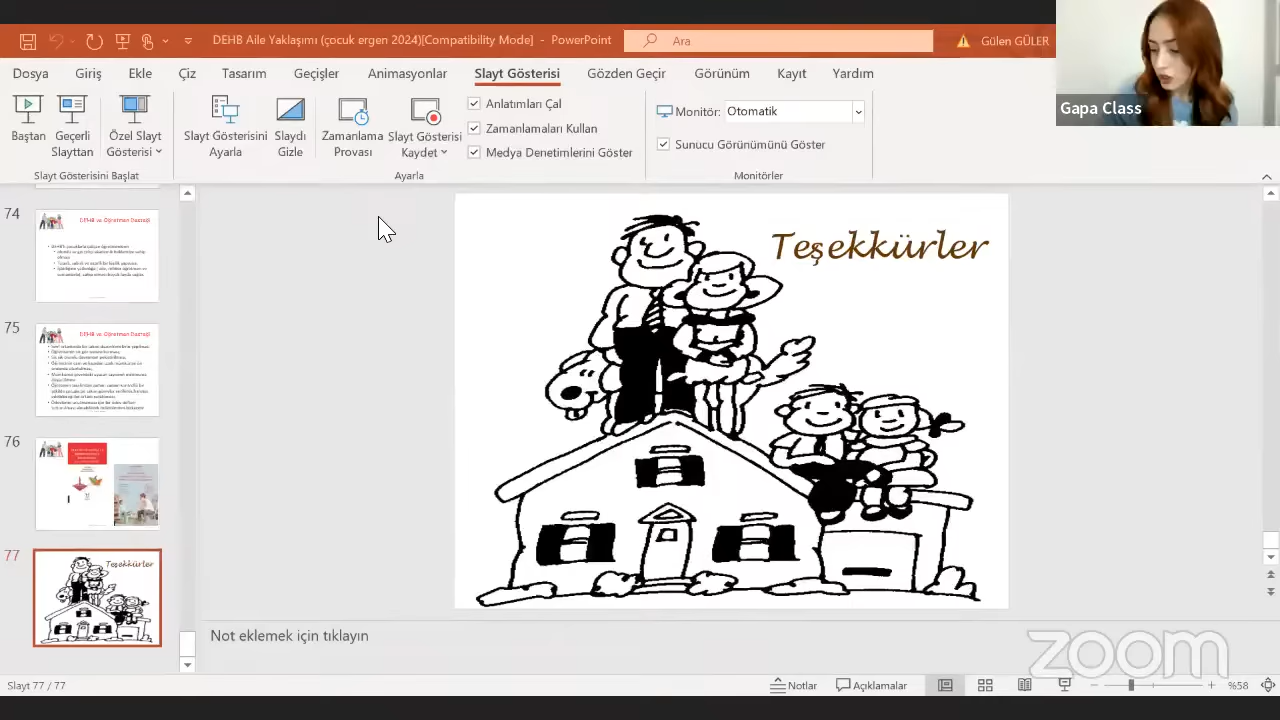 DEHB Aile Yaklaşımı (çocuk ergen 2024)[Compatibility Mode] - PowerPoint
Ara
Gülen GÜLER
Gapa Class
Dosya Giriş Ekle Çiz Tasarım Geçişler Animasyonlar Slayt Gösterisi Gözden Geçir Görünüm Kayıt Yardım
Baştan
Geçerli Slayttan
Özel Slayt Gösterisi
Slayt Gösterisini Ayarla
Slaydı Gizle
Zamanlama Provası
Slayt Gösterisi Kaydet
Anlatımları Çal
Zamanlamaları Kullan
Medya Denetimlerini Göster
Monitör: Otomatik
Sunucu Görünümünü Göster
Slayt Gösterisini Başlat
Ayarla
Monitörler
74
DEHB ve Öğretmen Desteği
75
DEHB ve Öğretmen Desteği
76
77
Teşekkürler
Teşekkürler
Not eklemek için tıklayın
zoom
Slayt 77 / 77
Notlar
Açıklamalar
%58